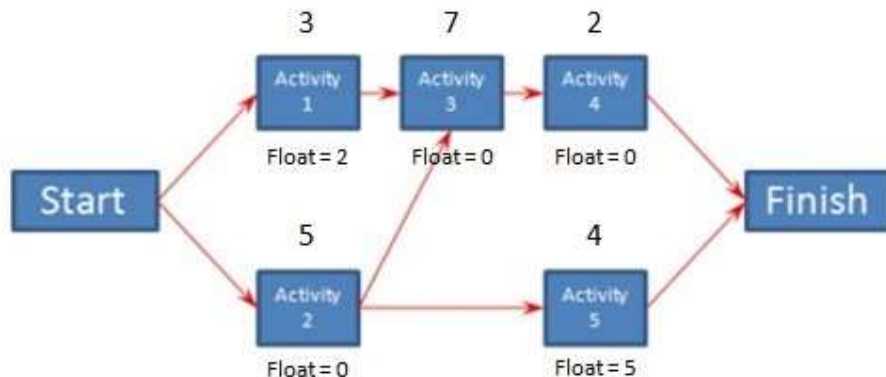 3
7
2
Activity
1
Activity
3
Activity
4
Float = 2
Float = 0
Float = 0
Start
Finish
5
4
Activity
2
Activity
5
Float = 0
Float = 5